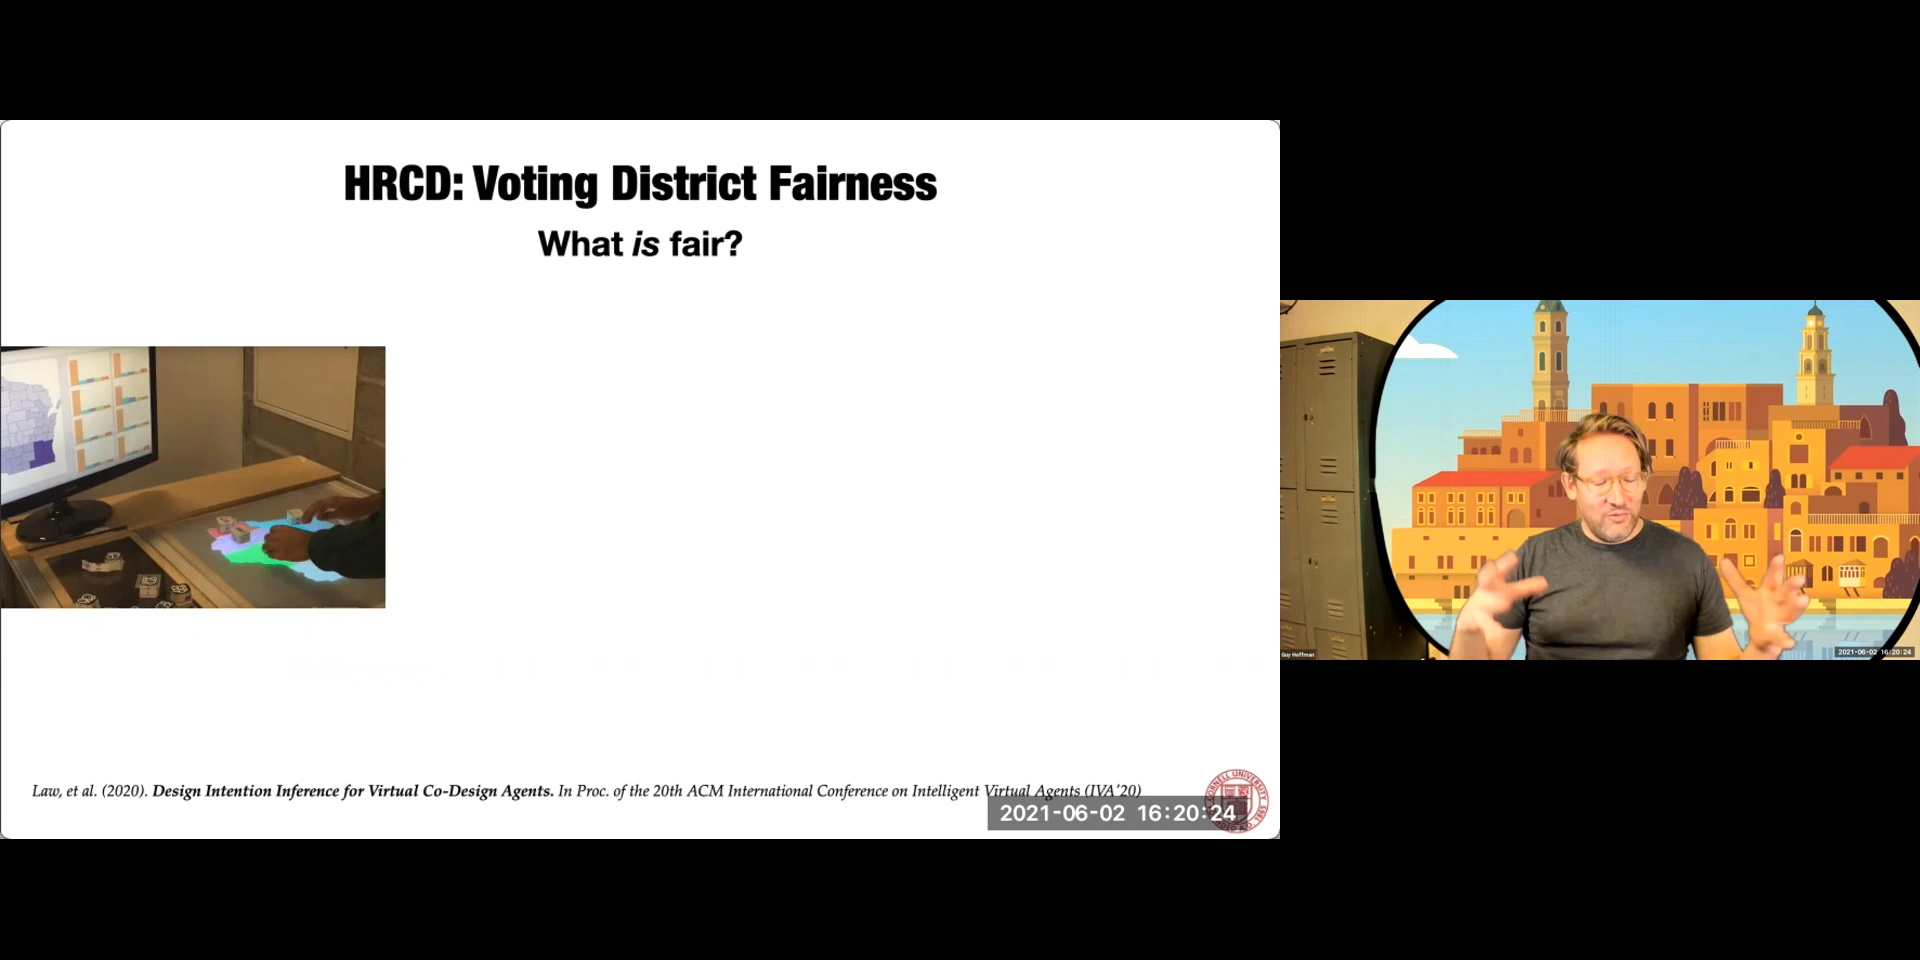 HRCD: Voting District Fairness
What is fair?
Law, et al. (2020). Design Intention Inference for Virtual Co-Design Agents. In Proc. of the 20th ACM International Conference on Intelligent Virtual Agents (IVA'20)
2021-06-02 16:20:24
CORNELL UNIVERSITY
Guy Hoffman
2021-06-02 16:20:24